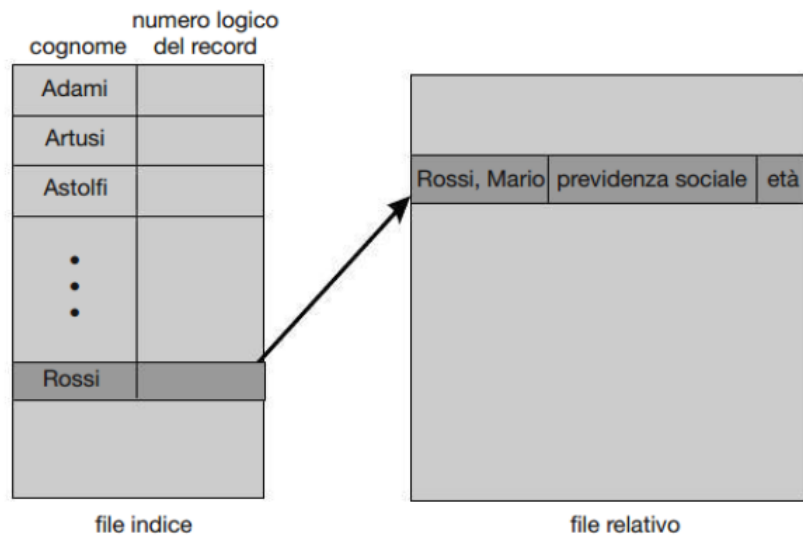 cognome
numero logico
del record
Adami
Artusi
Astolfi
Rossi
file indice
Rossi, Mario
previdenza sociale
età
file relativo